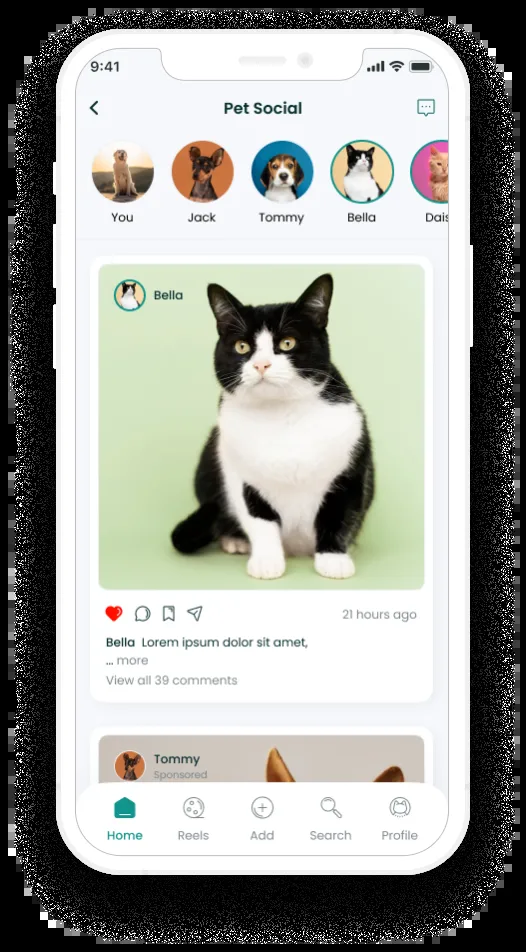 9:41
Pet Social
You Jack Tommy Bella Dais
Bella
21 hours ago
Bella Lorem ipsum dolor sit amet,
... more
View all 39 comments
Tommy
Sponsored
Home Reels Add Search Profile